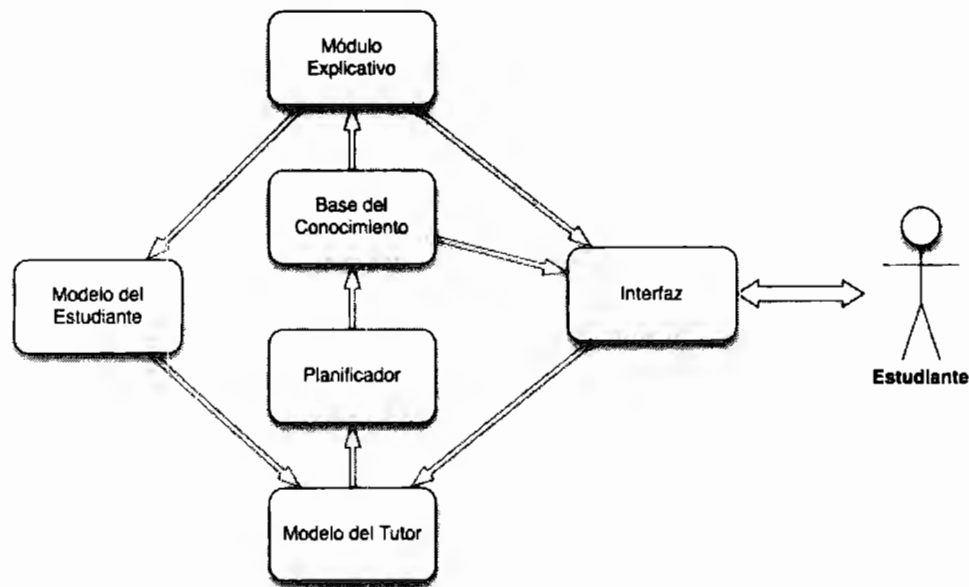 Módulo
Explicativo
Base del
Conocimiento
Modelo del
Estudiante
Interfaz
Planificador
Estudiante
Modelo del Tutor